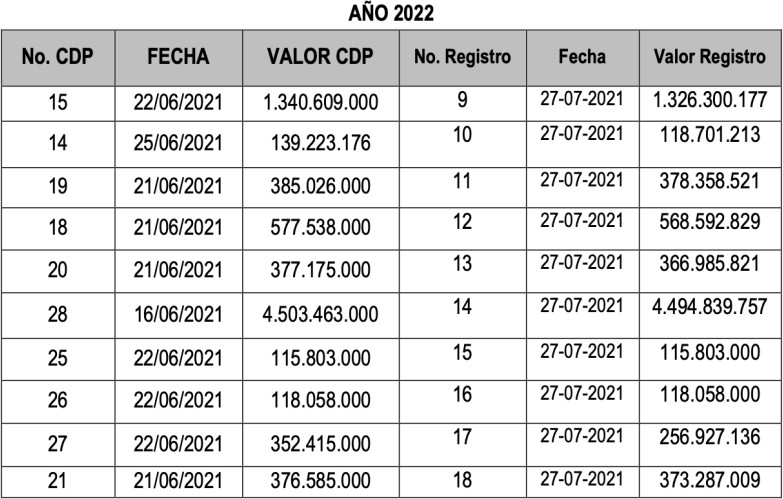 AÑO 2022
No. CDP FECHA VALOR CDP No. Registro Fecha Valor Registro
15 22/06/2021 1.340.609.000 9 27-07-2021 1.326.300.177
14 25/06/2021 139.223.176 10 27-07-2021 118.701.213
19 21/06/2021 385.026.000 11 27-07-2021 378.358.521
18 21/06/2021 577.538.000 12 27-07-2021 568.592.829
20 21/06/2021 377.175.000 13 27-07-2021 366.985.821
28 16/06/2021 4.503.463.000 14 27-07-2021 4.494.839.757
25 22/06/2021 115.803.000 15 27-07-2021 115.803.000
26 22/06/2021 118.058.000 16 27-07-2021 118.058.000
27 22/06/2021 352.415.000 17 27-07-2021 256.927.136
21 21/06/2021 376.585.000 18 27-07-2021 373.287.009